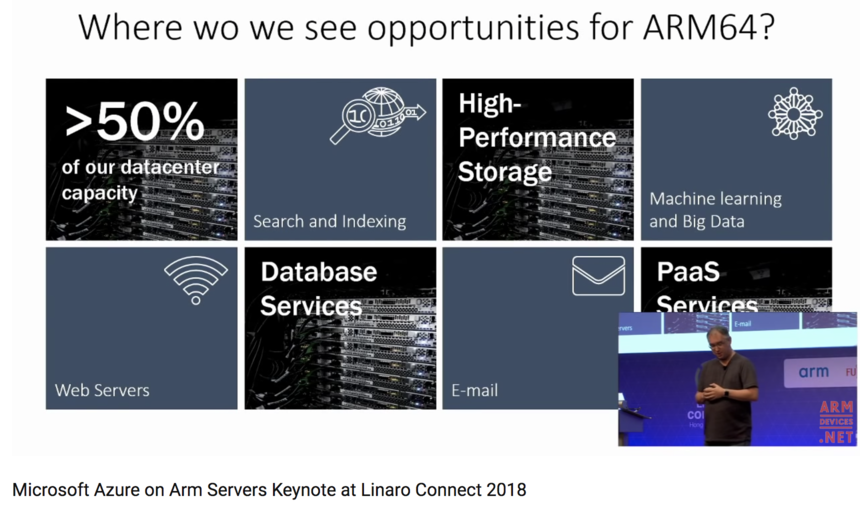 Where wo we see opportunities for ARM64?
>50%
of our datacenter
capacity
Search and Indexing
High-
Performance
Storage
Machine learning
and Big Data
Web Servers
Database
Services
E-mail
PaaS
Services
E-mail
arm
FU
ARM
DEVICES
.NET
Microsoft Azure on Arm Servers Keynote at Linaro Connect 2018